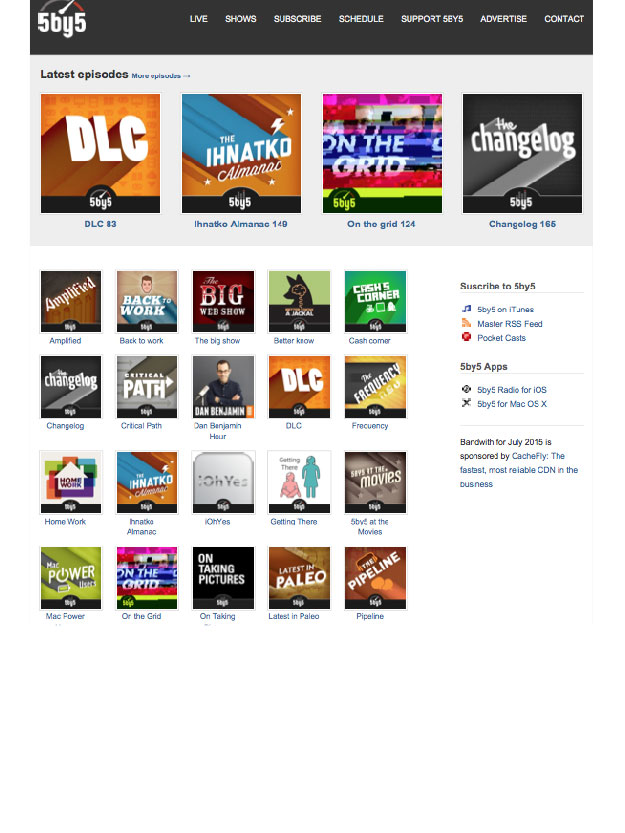 5by5
LIVE SHOWS SUBSCRIBE SCHEDULE SUPPORT 5BY5 ADVERTISE CONTACT
Latest episodes More episodes →
DLC
5by5
THE IHNATKO Almanac
5by5
ON THE GRID
5by5
the changelog
5by5
DLC 83
Ihnatko Almanac 149
On the grid 124
Changelog 165
Amplified
5by5
BACK TO WORK
5by5
The BIG WEB SHOW
5by5
A JACKAL
5by5
CASH'S CORNER
5by5
Amplified
Back to work
The big show
Better know
Cash corner
the changelog
5by5
CRITICAL PATH
5by5
DAN BENJAMIN
DLC
5by5
The FREQUENCY
5by5
Changelog
Critical Path
Dan Benjamin
Hour
DLC
Frecuency
HOME WORK
5by5
THE IHNATKO Almanac
5by5
iOhYes
Getting There
5by5
5BY5 AT THE MOVIES
5by5
Home Work
Ihnatko
Almanac
iOhYes
Getting There
5by5 at the
Movies
Mac POWER Users
5by5
ON THE GRID
5by5
ON TAKING PICTURES
5by5
LATEST IN PALEO
5by5
THE PIPELINE
5by5
Mac Power
On the Grid
On Taking
Latest in Paleo
Pipeline
Suscribe to 5by5
5by5 on iTunes
Master RSS Feed
Pocket Casts
5by5 Apps
5by5 Radio for iOS
5by5 for Mac OS X
Bardwith for July 2015 is
sponsored by CacheFly: The
fastest, most reliable CDN in the
business